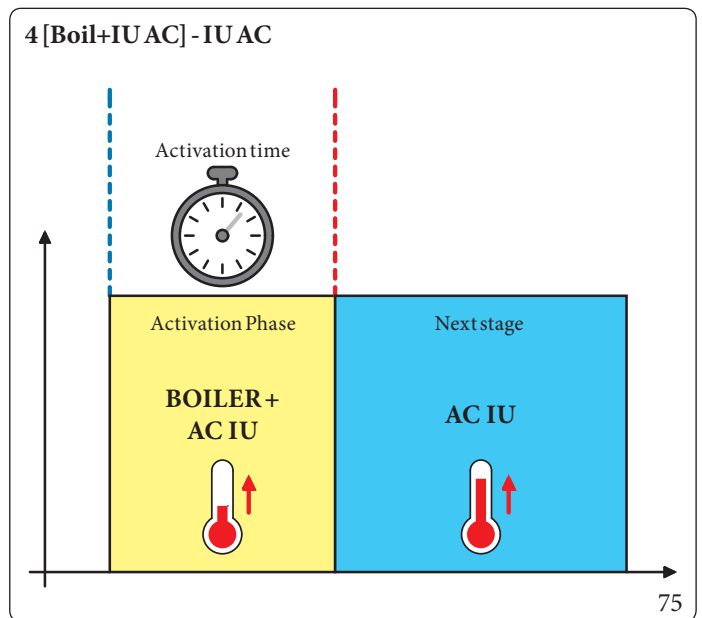 4 [Boil+IU AC] - IU AC
Activation time
Activation Phase
Next stage
BOILER +
AC IU
AC IU
75